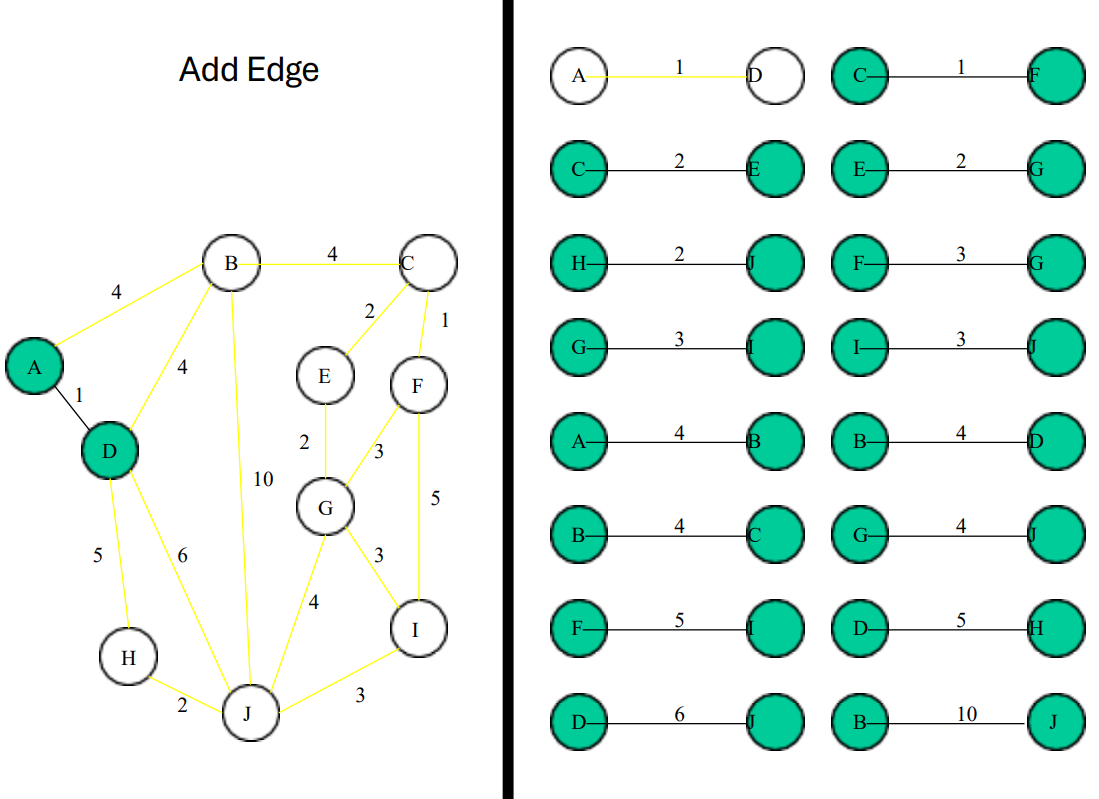 Add Edge
A 1 D
C 1 F
C 2 E
E 2 G
H 2 J
F 3 G
G 3 I
I 3 J
A 4 B
B 4 D
B 4 C
G 4 J
F 5 I
D 5 H
D 6 J
B 10 J
B 4 C
4
2
1
A
4
E
F
1
D
2
3
10
5
G
5
6
3
4
I
H
J
2
3